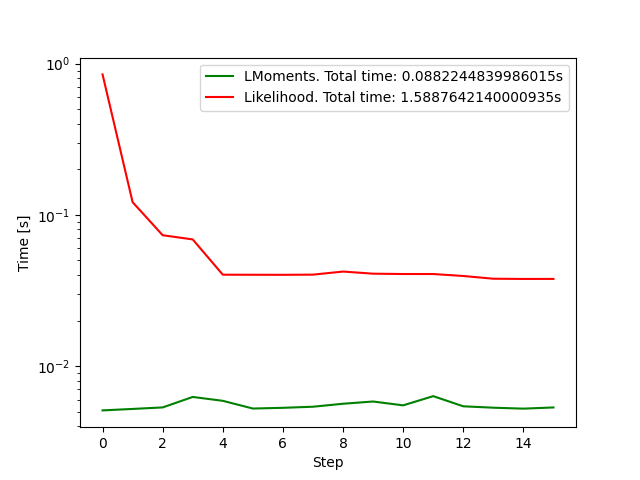 LMoments. Total time: 0.0882244839986015s
Likelihood. Total time: 1.5887642140000935s
10⁰
10⁻¹
10⁻²
Time [s]
0 2 4 6 8 10 12 14
Step